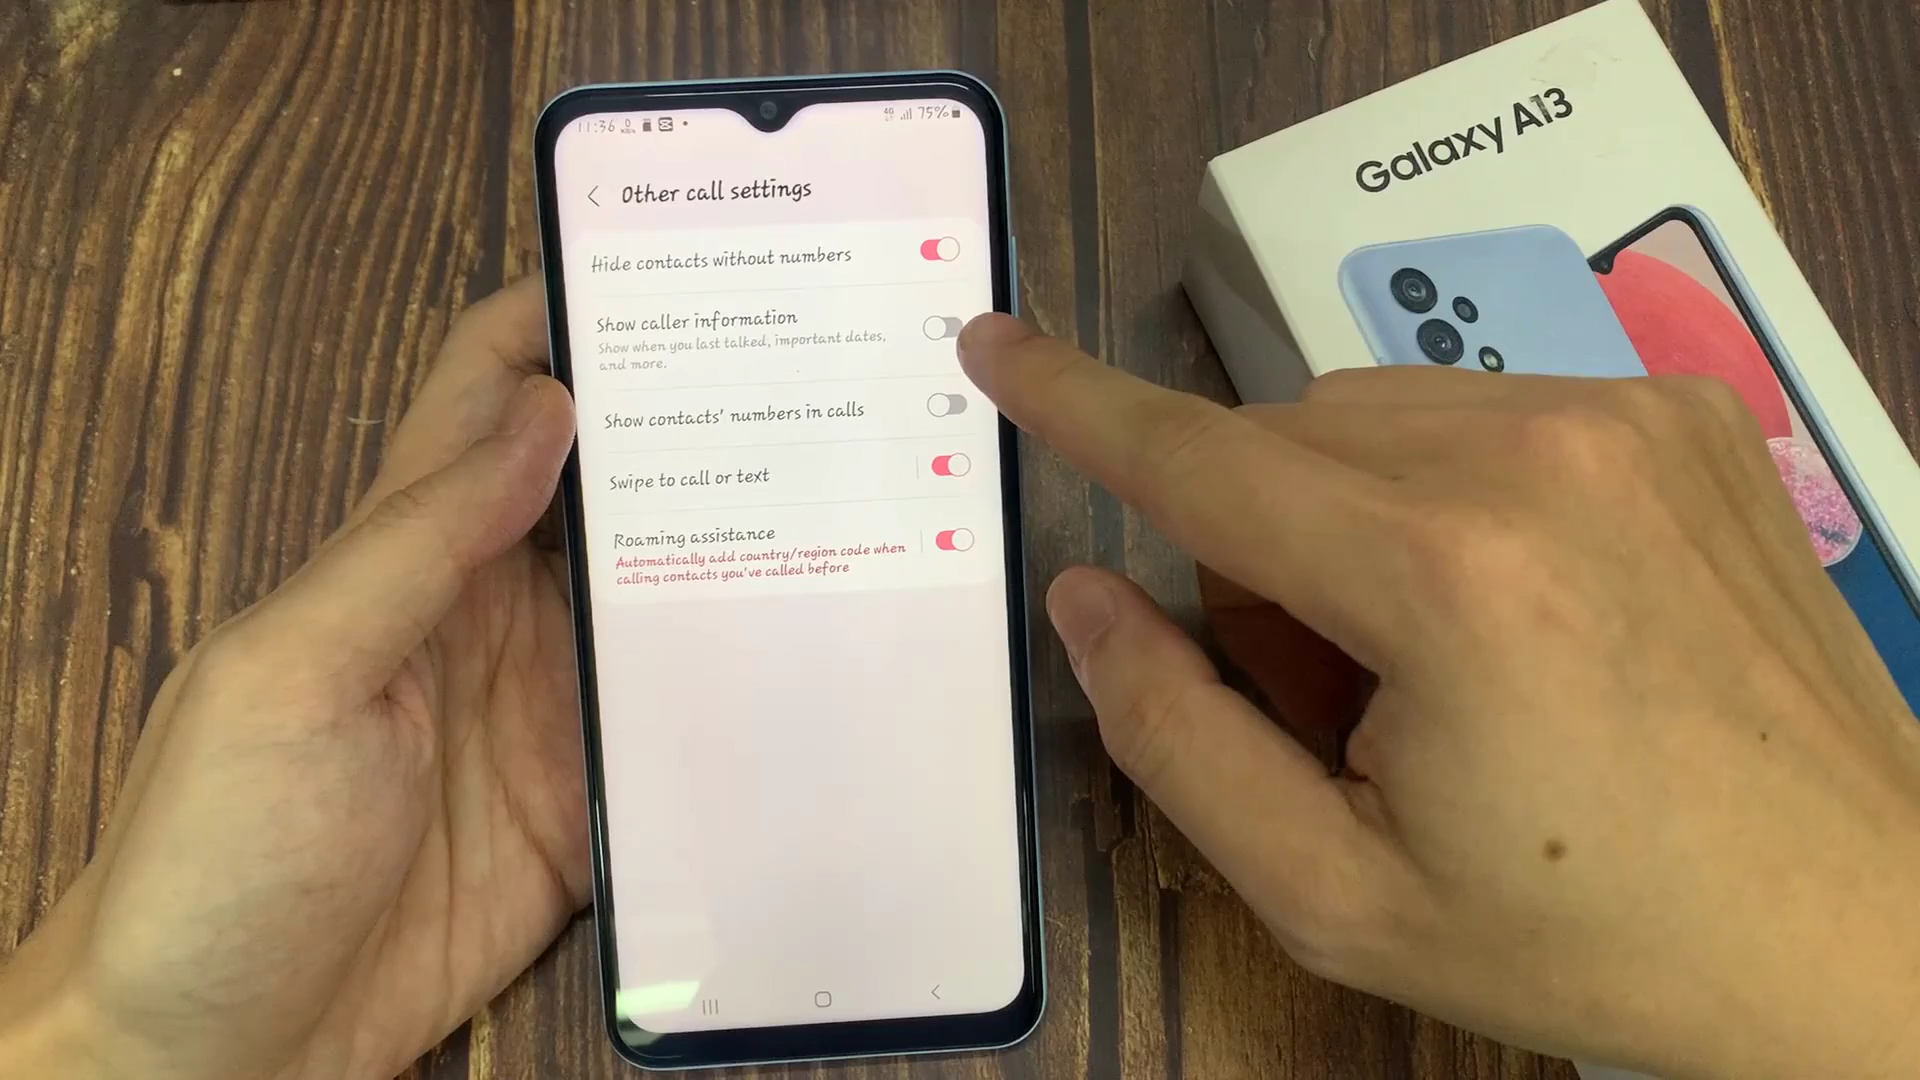 11:36
75%
Other call settings
Hide contacts without numbers
Show caller information
Show when you last talked, important dates,
and more.
Show contacts' numbers in calls
Swipe to call or text
Roaming assistance
Automatically add country/region code when
calling contacts you've called before
Galaxy A13